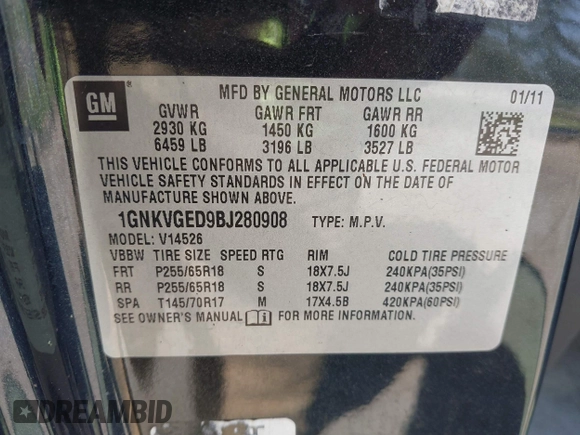 GM
MFD BY GENERAL MOTORS LLC 01/11
GVWR GAWR FRT GAWR RR
2930 KG 1450 KG 1600 KG
6459 LB 3196 LB 3527 LB
THIS VEHICLE CONFORMS TO ALL APPLICABLE U.S. FEDERAL MOTOR
VEHICLE SAFETY STANDARDS IN EFFECT ON THE DATE OF
MANUFACTURE SHOWN ABOVE.
1GNKVGED9BJ280908 TYPE: M.P.V.
MODEL: V14526
VBBW TIRE SIZE SPEED RTG RIM COLD TIRE PRESSURE
FRT P255/65R18 S 18X7.5J 240KPA(35PSI)
RR P255/65R18 S 18X7.5J 240KPA(35PSI)
SPA T145/70R17 M 17X4.5B 420KPA(60PSI)
SEE OWNER'S MANUAL FOR MORE INFORMATION.
DREAMBID